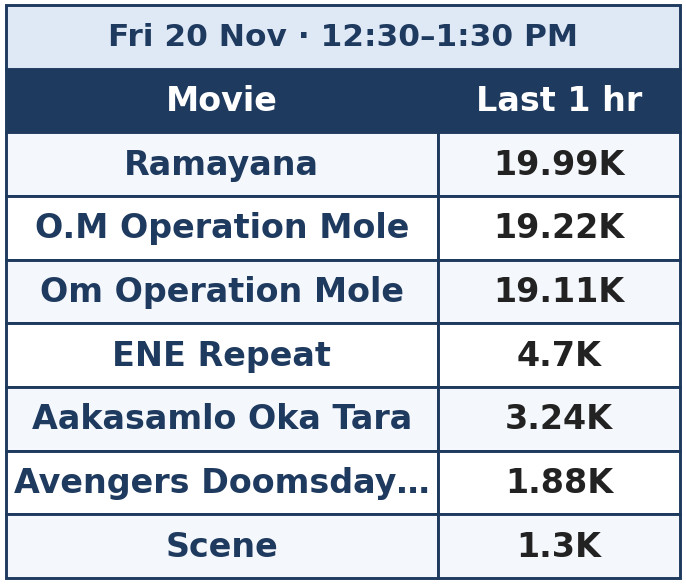 Fri 20 Nov · 12:30–1:30 PM
Movie Last 1 hr
Ramayana 19.99K
O.M Operation Mole 19.22K
Om Operation Mole 19.11K
ENE Repeat 4.7K
Aakasamlo Oka Tara 3.24K
Avengers Doomsday... 1.88K
Scene 1.3K